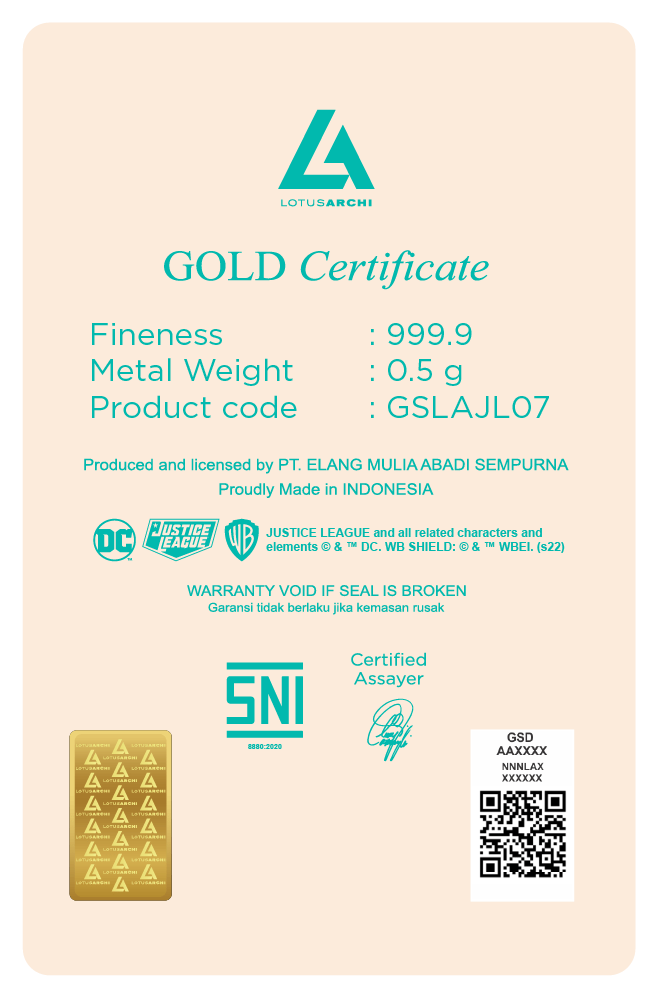 LOTUSARCHI
GOLD Certificate
Fineness : 999.9
Metal Weight : 0.5 g
Product code : GSLAJL07
Produced and licensed by PT. ELANG MULIA ABADI SEMPURNA
Proudly Made in INDONESIA
DC™ JUSTICE LEAGUE WB
JUSTICE LEAGUE and all related characters and
elements © & ™ DC. WB SHIELD: © & ™ WBEI. (s22)
WARRANTY VOID IF SEAL IS BROKEN
Garansi tidak berlaku jika kemasan rusak
SNI
8880:2020
Certified
Assayer
GSD
AAXXXX
NNNLAX
XXXXXX